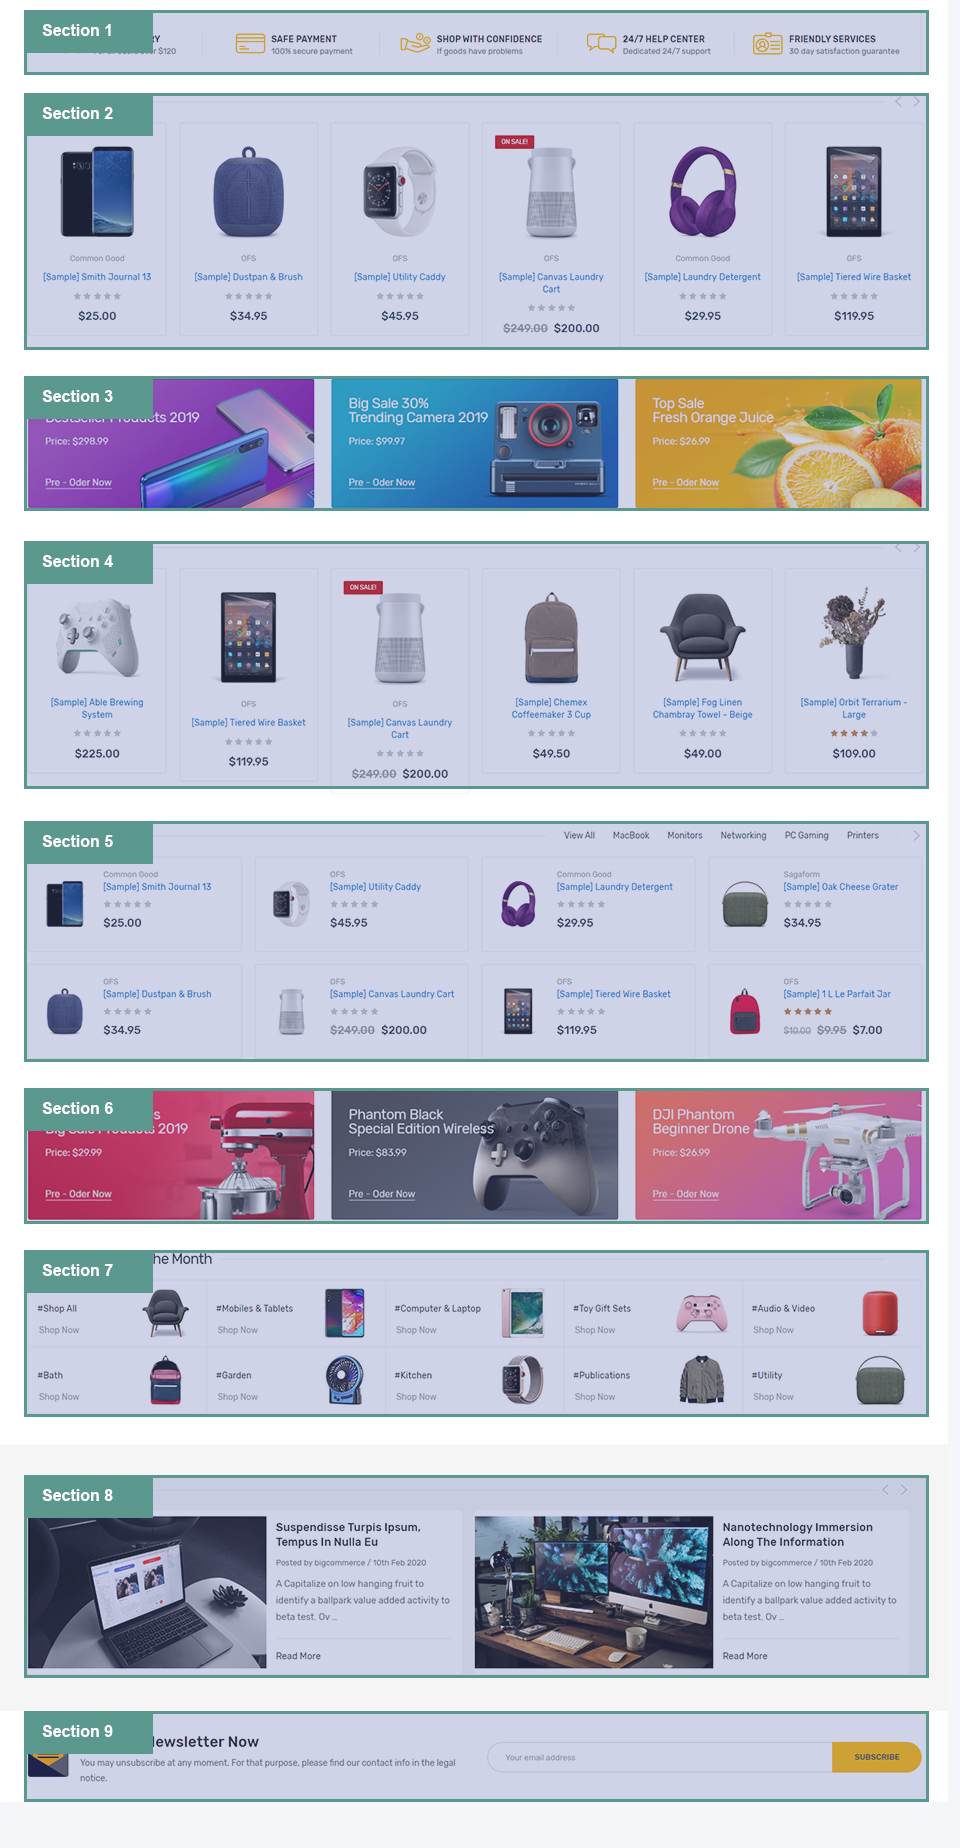 Section 1
RY
r $120
SAFE PAYMENT
100% secure payment
SHOP WITH CONFIDENCE
If goods have problems
24/7 HELP CENTER
Dedicated 24/7 support
FRIENDLY SERVICES
30 day satisfaction guarantee
Section 2
Common Good
[Sample] Smith Journal 13
$25.00
OFS
[Sample] Dustpan & Brush
$34.95
OFS
[Sample] Utility Caddy
$45.95
ON SALE!
OFS
[Sample] Canvas Laundry
Cart
$249.00 $200.00
Common Good
[Sample] Laundry Detergent
$29.95
OFS
[Sample] Tiered Wire Basket
$119.95
Section 3
Bestseller Products 2019
Price: $298.99
Pre - Oder Now
Big Sale 30%
Trending Camera 2019
Price: $99.97
Pre - Oder Now
Top Sale
Fresh Orange Juice
Price: $26.99
Pre - Oder Now
Section 4
[Sample] Able Brewing
System
$225.00
OFS
[Sample] Tiered Wire Basket
$119.95
ON SALE!
OFS
[Sample] Canvas Laundry
Cart
$249.00 $200.00
[Sample] Chemex
Coffeemaker 3 Cup
$49.50
[Sample] Fog Linen
Chambray Towel - Beige
$49.00
[Sample] Orbit Terrarium -
Large
$109.00
Section 5
View All MacBook Monitors Networking PC Gaming Printers
Common Good
[Sample] Smith Journal 13
$25.00
OFS
[Sample] Utility Caddy
$45.95
Common Good
[Sample] Laundry Detergent
$29.95
Sagaform
[Sample] Oak Cheese Grater
$34.95
OFS
[Sample] Dustpan & Brush
$34.95
OFS
[Sample] Canvas Laundry Cart
$249.00 $200.00
OFS
[Sample] Tiered Wire Basket
$119.95
OFS
[Sample] 1 L Le Parfait Jar
$10.00 $9.95 $7.00
Section 6
s
Big Sale Products 2019
Price: $29.99
Pre - Oder Now
Phantom Black
Special Edition Wireless
Price: $83.99
Pre - Oder Now
DJI Phantom
Beginner Drone
Price: $26.99
Pre - Oder Now
Section 7
he Month
#Shop All
Shop Now
#Mobiles & Tablets
Shop Now
#Computer & Laptop
Shop Now
#Toy Gift Sets
Shop Now
#Audio & Video
Shop Now
#Bath
Shop Now
#Garden
Shop Now
#Kitchen
Shop Now
#Publications
Shop Now
#Utility
Shop Now
Section 8
Suspendisse Turpis Ipsum,
Tempus In Nulla Eu
Posted by bigcommerce / 10th Feb 2020
A Capitalize on low hanging fruit to
identify a ballpark value added activity to
beta test. Ov ...
Read More
Nanotechnology Immersion
Along The Information
Posted by bigcommerce / 10th Feb 2020
A Capitalize on low hanging fruit to
identify a ballpark value added activity to
beta test. Ov ...
Read More
Section 9
lewsletter Now
You may unsubscribe at any moment. For that purpose, please find our contact info in the legal
notice.
Your email address
SUBSCRIBE